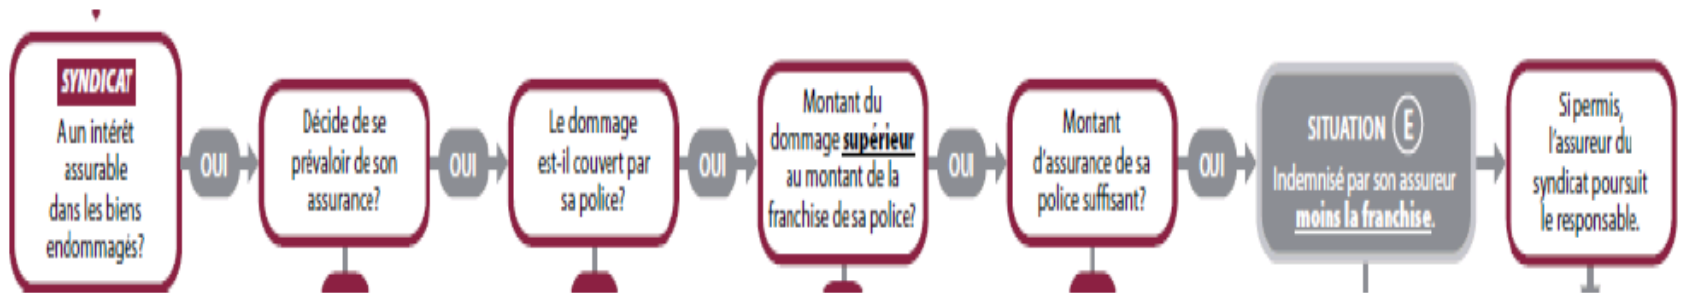 SYNDICAT
A un intérêt
assurable
dans les biens
endommagés?
OUI
Décide de se
prévaloir de son
assurance?
OUI
Le dommage
est-il couvert par
sa police?
OUI
Montant du
dommage supérieur
au montant de la
franchise de sa police?
OUI
Montant
d'assurance de sa
police suffisant?
OUI
SITUATION E
Indemnisé par son assureur
moins la franchise.
Si permis,
l'assureur du
syndicat poursuit
le responsable.